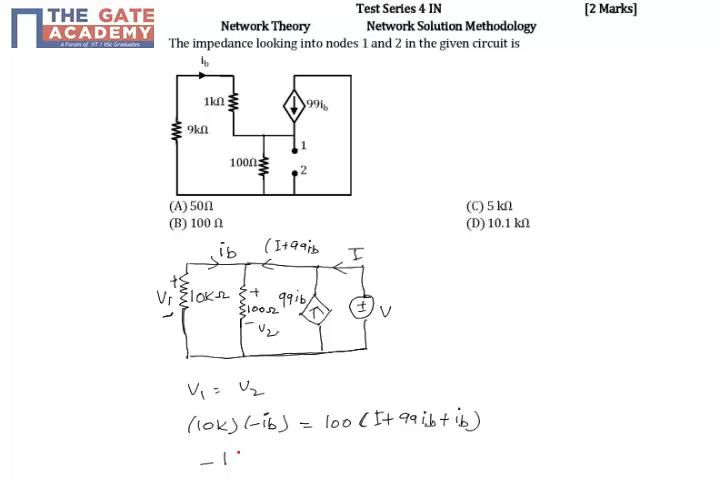 THE GATE
ACADEMY
A Forum of IIT / IISc Graduates
Test Series 4 IN [2 Marks]
Network Theory Network Solution Methodology
The impedance looking into nodes 1 and 2 in the given circuit is
i_b
1kΩ
99i_b
9kΩ
1
100Ω
2
(A) 50Ω (C) 5 kΩ
(B) 100 Ω (D) 10.1 kΩ
ib (I+99ib I
+ V1 - 10KΩ + 100Ω - V2 99ib ↑ ± V
V1 = V2
(10K) (-ib) = 100 (I+99ib+ib)
-1